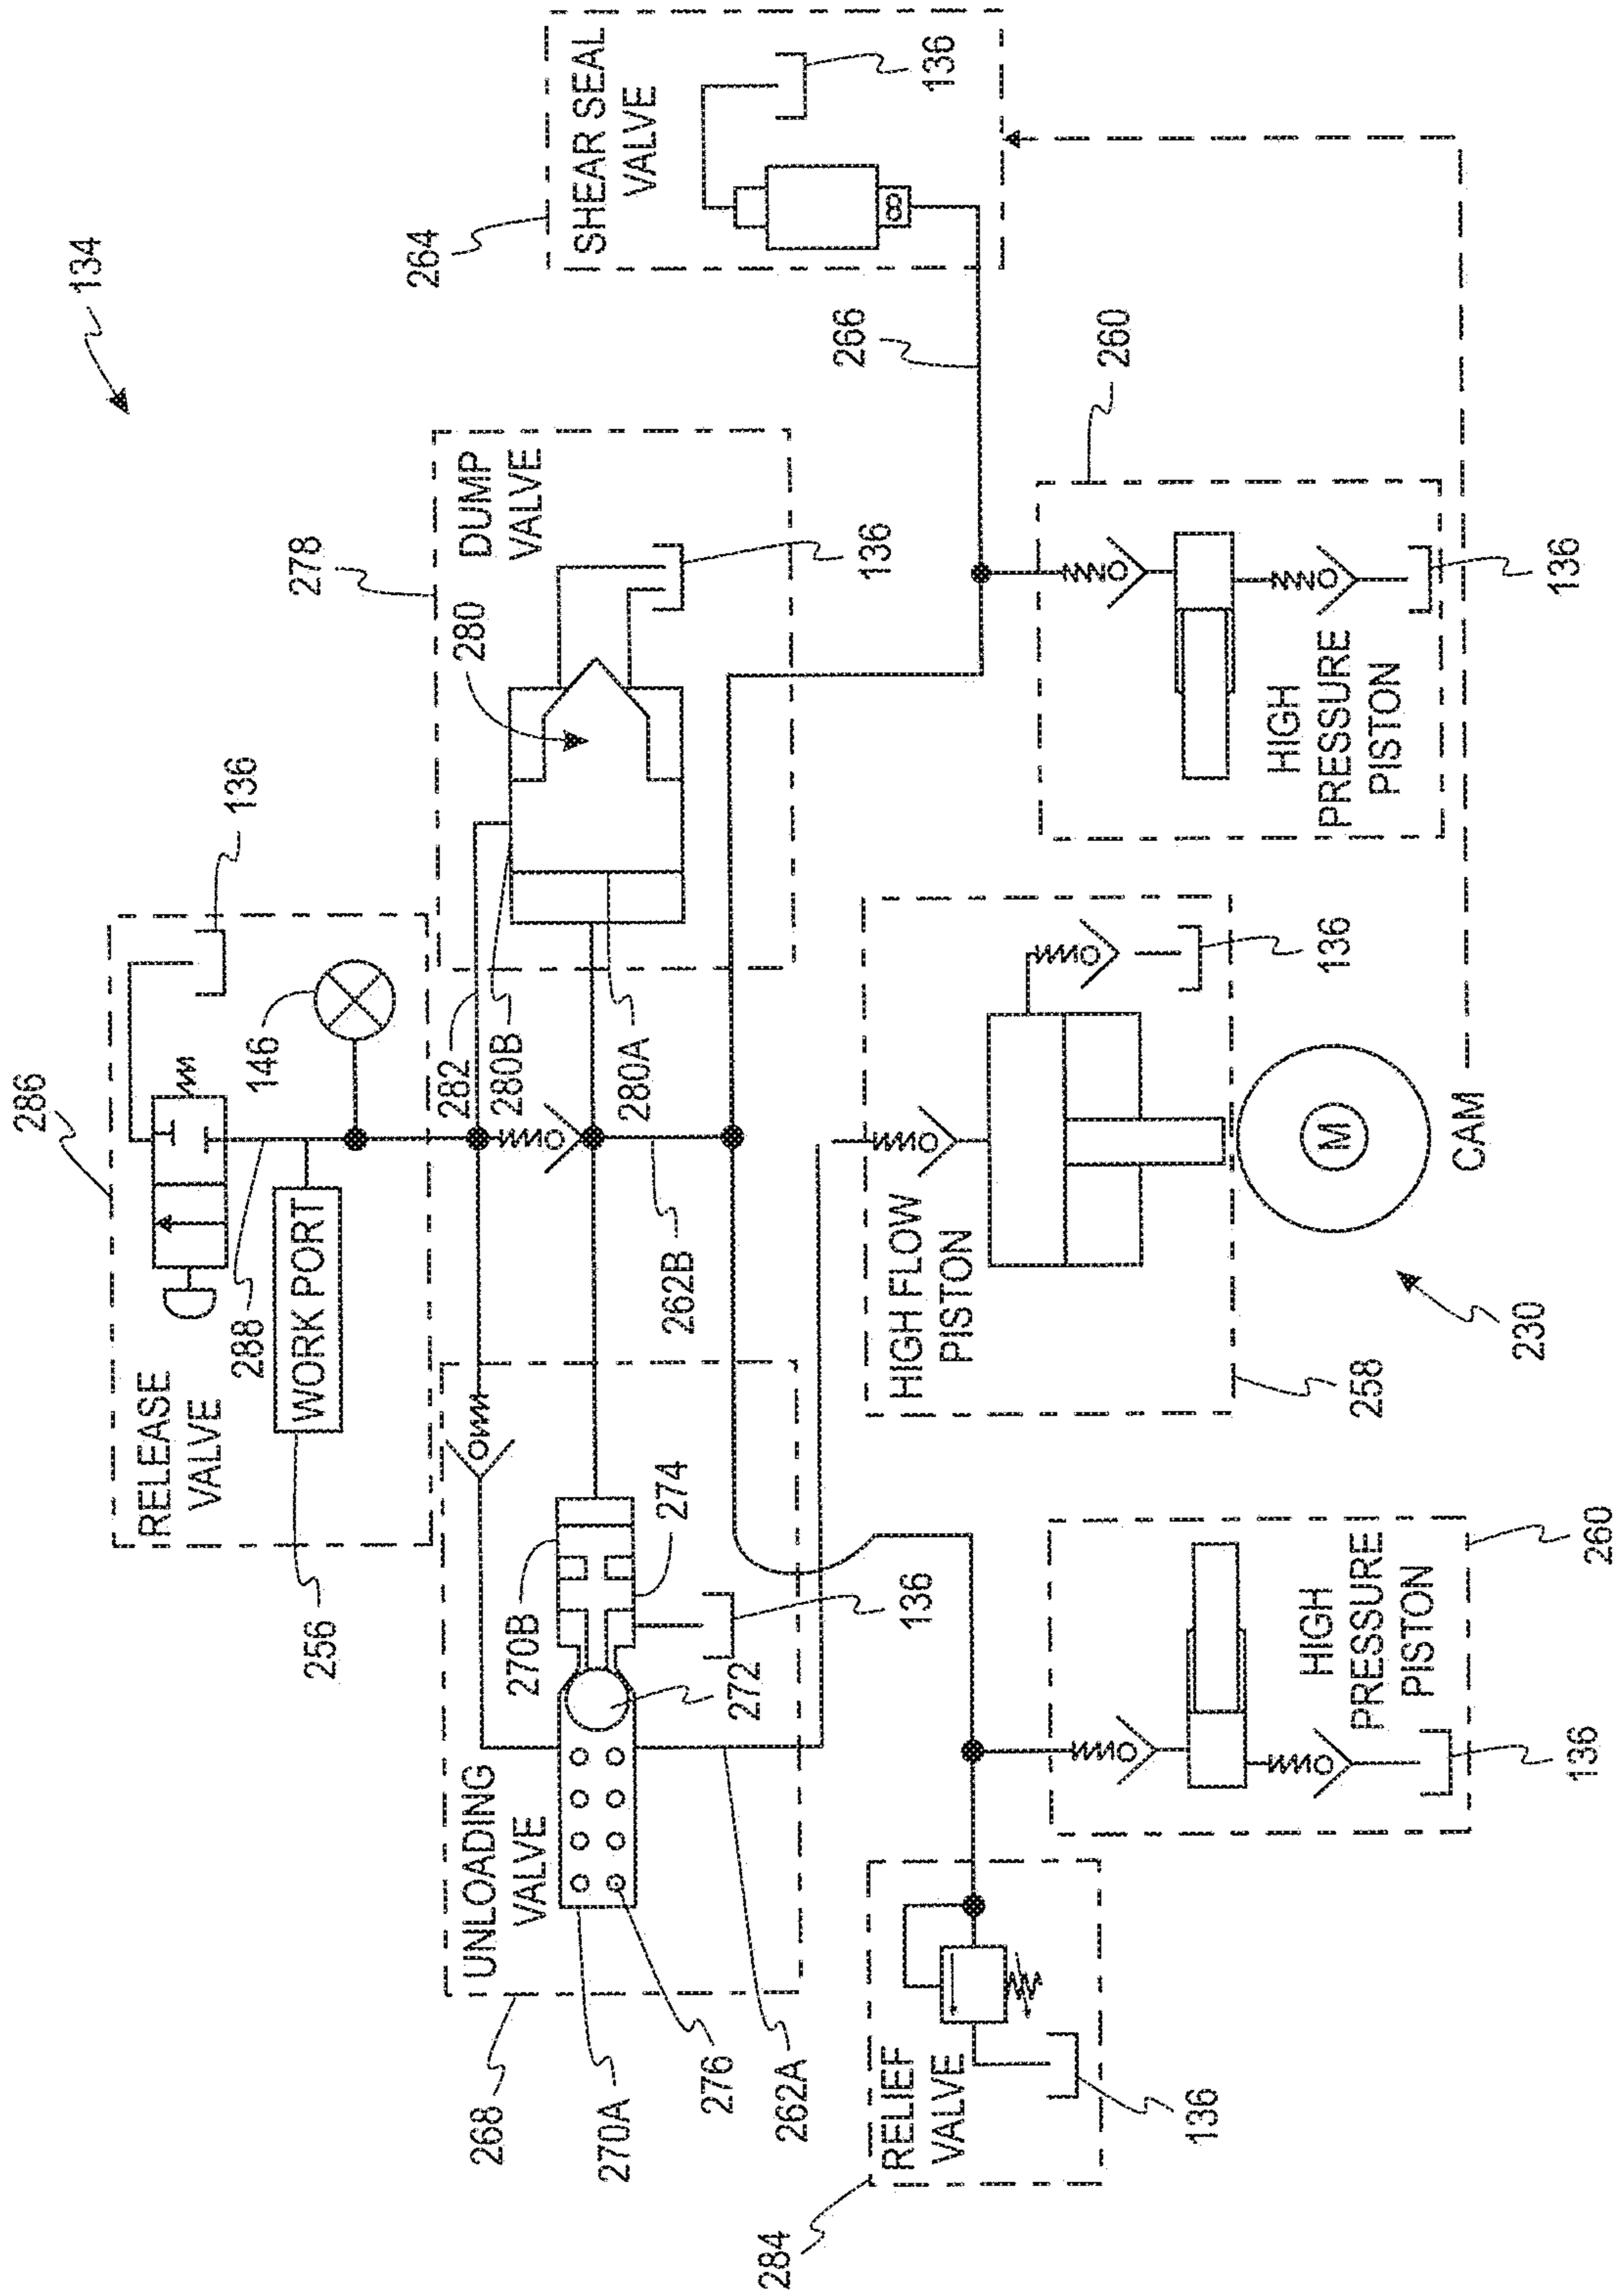 134
286
RELEASE
VALVE
136
146
288
WORK PORT
256
278
DUMP
VALVE
280
136
282
280B
280A
264
SHEAR SEAL
VALVE
136
266
UNLOADING
VALVE
270B
274
136
272
268
270A
276
262A
262B
HIGH FLOW
PISTON
136
258
M
CAM
230
260
HIGH
PRESSURE
PISTON
136
260
HIGH
PRESSURE
PISTON
136
RELIEF
VALVE
136
284